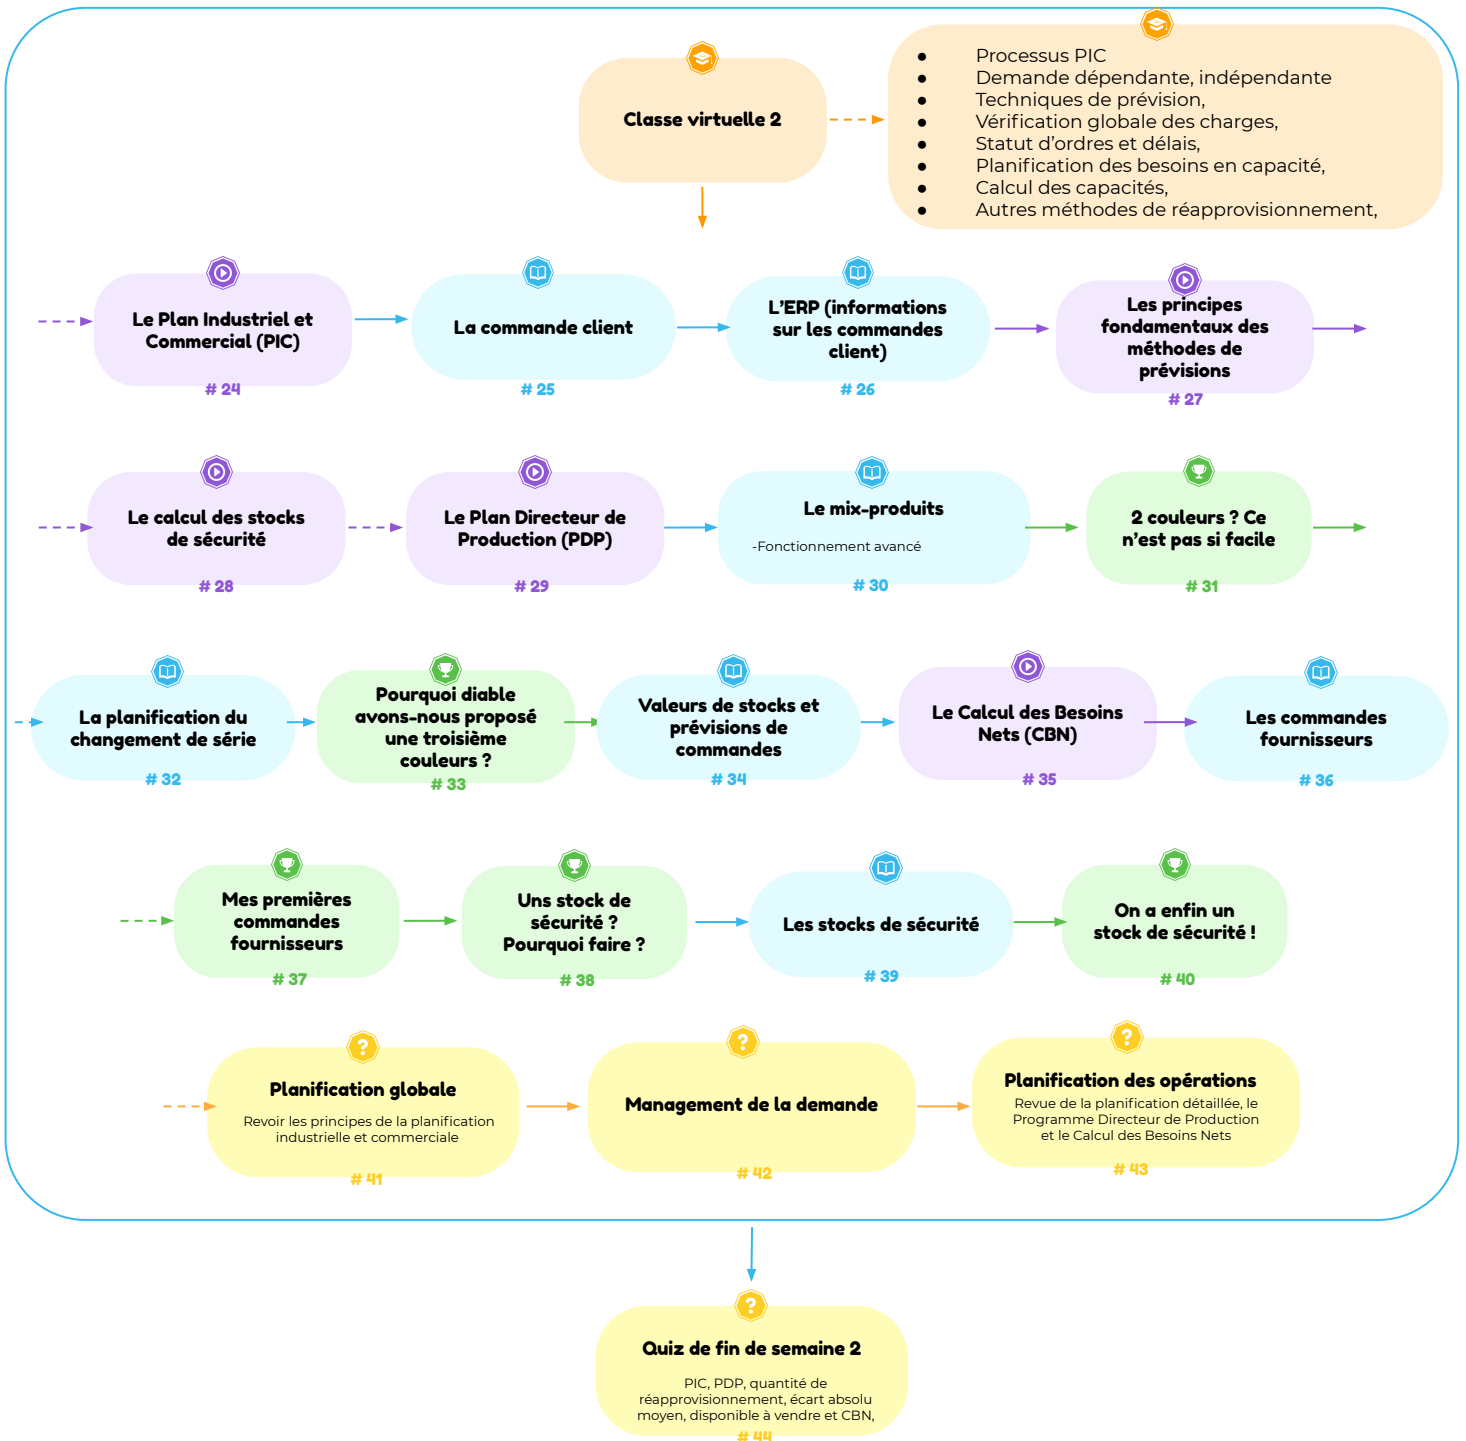 Classe virtuelle 2
● Processus PIC
● Demande dépendante, indépendante
● Techniques de prévision,
● Vérification globale des charges,
● Statut d’ordres et délais,
● Planification des besoins en capacité,
● Calcul des capacités,
● Autres méthodes de réapprovisionnement,
Le Plan Industriel et
Commercial (PIC)
# 24
La commande client
# 25
L’ERP (informations
sur les commandes
client)
# 26
Les principes
fondamentaux des
méthodes de
prévisions
# 27
Le calcul des stocks
de sécurité
# 28
Le Plan Directeur de
Production (PDP)
# 29
Le mix-produits
-Fonctionnement avancé
# 30
2 couleurs ? Ce
n’est pas si facile
# 31
La planification du
changement de série
# 32
Pourquoi diable
avons-nous proposé
une troisième
couleurs ?
# 33
Valeurs de stocks et
prévisions de
commandes
# 34
Le Calcul des Besoins
Nets (CBN)
# 35
Les commandes
fournisseurs
# 36
Mes premières
commandes
fournisseurs
# 37
Uns stock de
sécurité ?
Pourquoi faire ?
# 38
Les stocks de sécurité
# 39
On a enfin un
stock de sécurité !
# 40
Planification globale
Revoir les principes de la planification
industrielle et commerciale
# 41
Management de la demande
# 42
Planification des opérations
Revue de la planification détaillée, le
Programme Directeur de Production
et le Calcul des Besoins Nets
# 43
Quiz de fin de semaine 2
PIC, PDP, quantité de
réapprovisionnement, écart absolu
moyen, disponible à vendre et CBN,
# 44